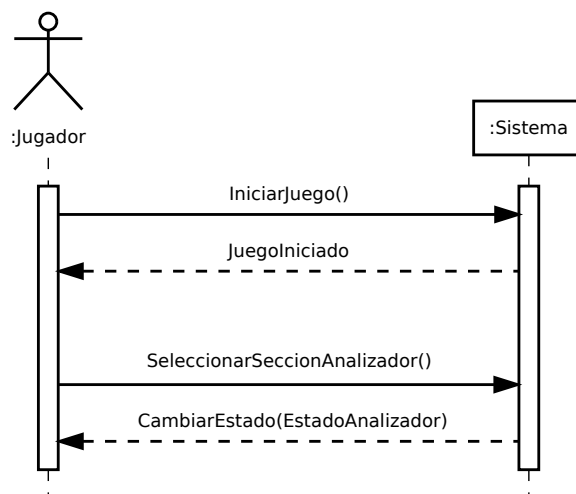 :Jugador
:Sistema
IniciarJuego()
JuegoIniciado
SeleccionarSeccionAnalizador()
CambiarEstado(EstadoAnalizador)